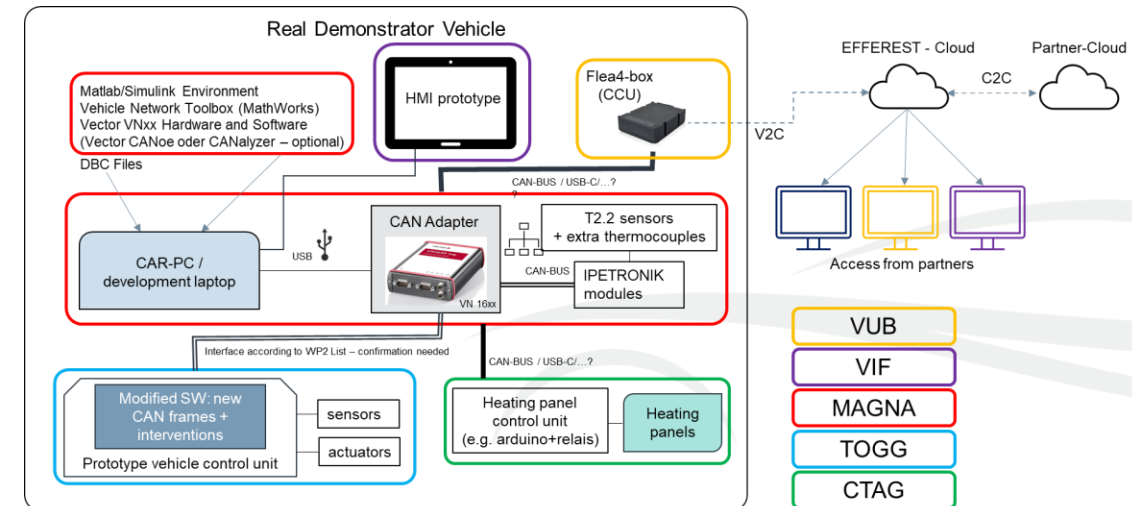 Real Demonstrator Vehicle
Matlab/Simulink Environment
Vehicle Network Toolbox (MathWorks)
Vector VNxx Hardware and Software
(Vector CANoe oder CANalyzer – optional)
DBC Files
HMI prototype
Flea4-box
(CCU)
V2C
EFFEREST - Cloud
Partner-Cloud
C2C
Access from partners
CAN-BUS / USB-C/…?
?
CAR-PC /
development laptop
USB
CAN Adapter
VN 16xx
T2.2 sensors
+ extra thermocouples
CAN-BUS
IPETRONIK
modules
Interface according to WP2 List – confirmation needed
CAN-BUS / USB-C/…?
Modified SW: new
CAN frames +
interventions
Prototype vehicle control unit
sensors
actuators
Heating panel
control unit
(e.g. arduino+relais)
Heating
panels
VUB
VIF
MAGNA
TOGG
CTAG